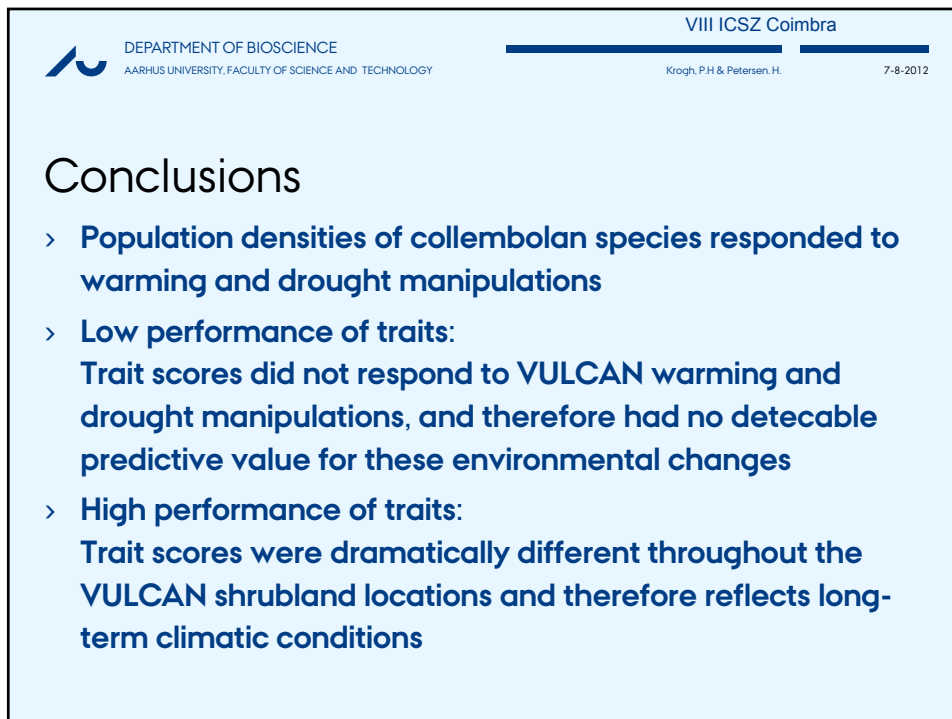 VIII ICSZ Coimbra
DEPARTMENT OF BIOSCIENCE
AARHUS UNIVERSITY, FACULTY OF SCIENCE AND TECHNOLOGY
Krogh, P.H & Petersen. H.
7-8-2012
Conclusions
› Population densities of collembolan species responded to
warming and drought manipulations
› Low performance of traits:
Trait scores did not respond to VULCAN warming and
drought manipulations, and therefore had no detecable
predictive value for these environmental changes
› High performance of traits:
Trait scores were dramatically different throughout the
VULCAN shrubland locations and therefore reflects long-
term climatic conditions